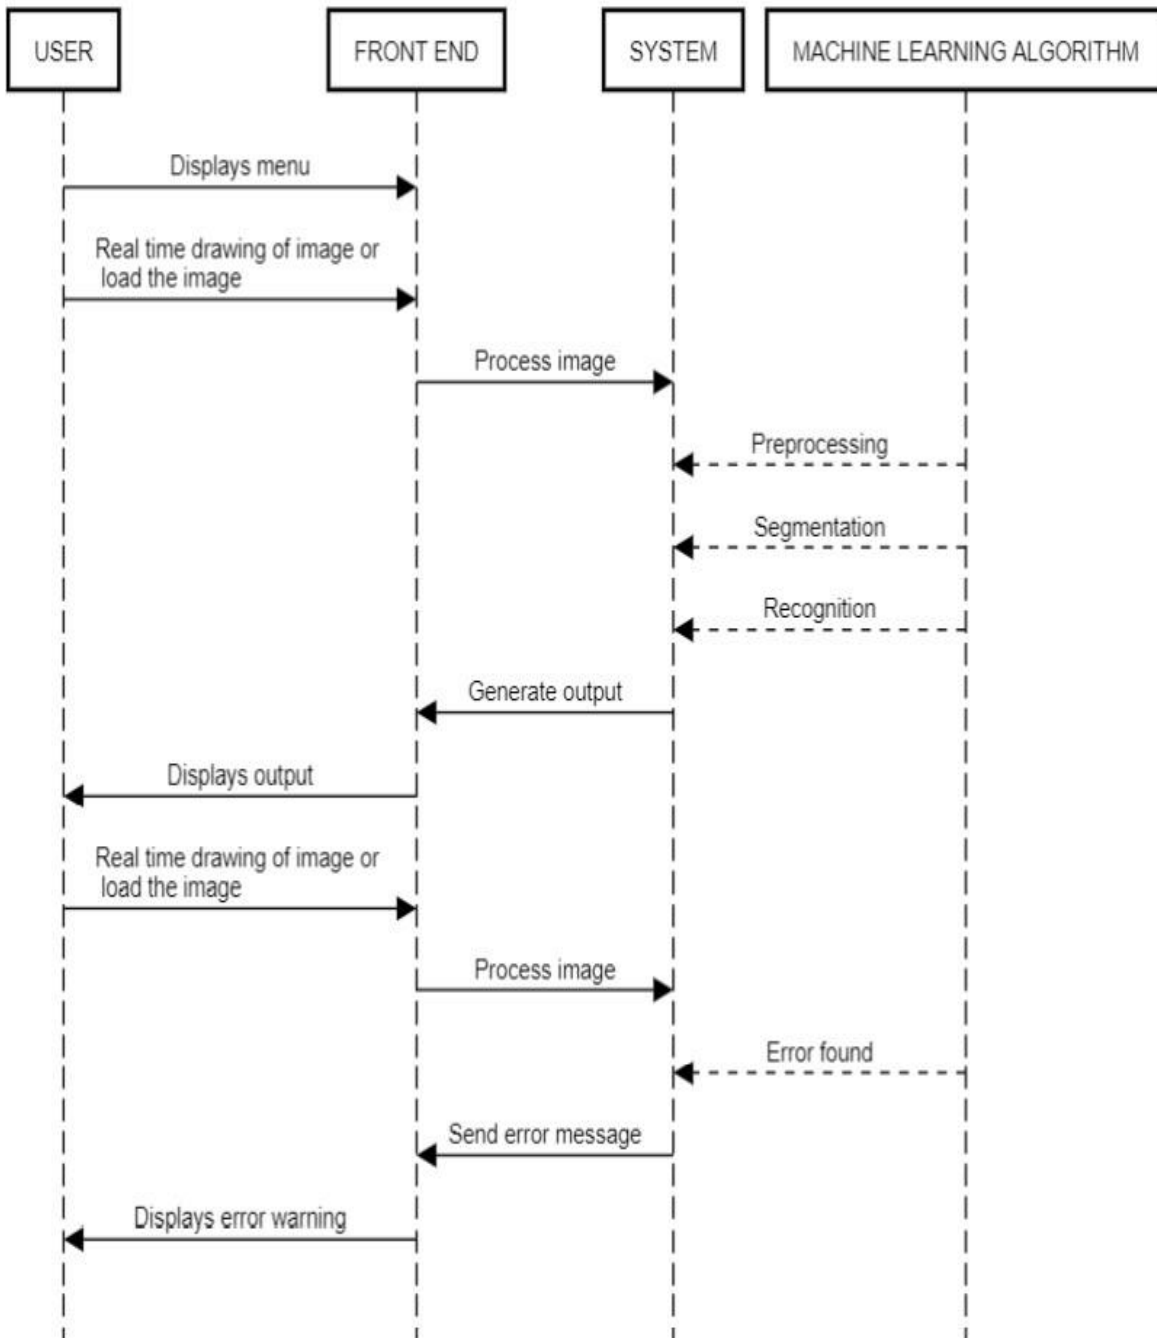 USER
FRONT END
SYSTEM
MACHINE LEARNING ALGORITHM
Displays menu
Real time drawing of image or
load the image
Process image
Preprocessing
Segmentation
Recognition
Generate output
Displays output
Real time drawing of image or
load the image
Process image
Error found
Send error message
Displays error warning